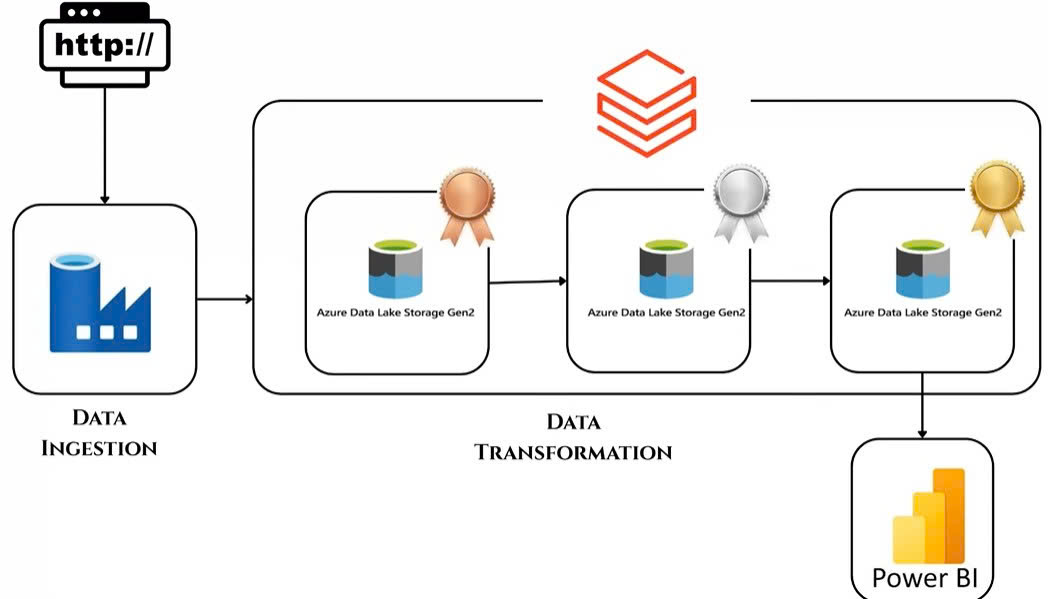 http://
Azure Data Lake Storage Gen2
Azure Data Lake Storage Gen2
Azure Data Lake Storage Gen2
DATA
INGESTION
DATA
TRANSFORMATION
Power BI